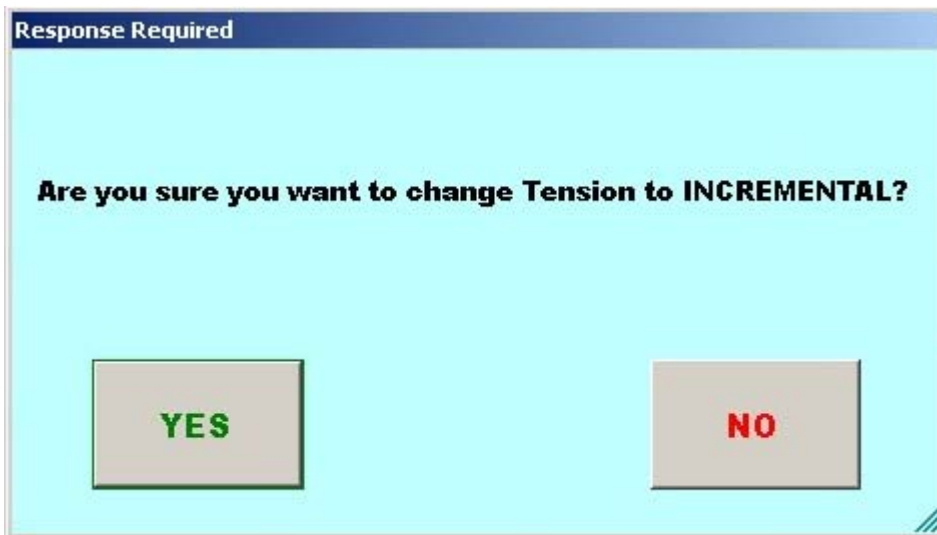 Response Required
Are you sure you want to change Tension to INCREMENTAL?
YES
NO